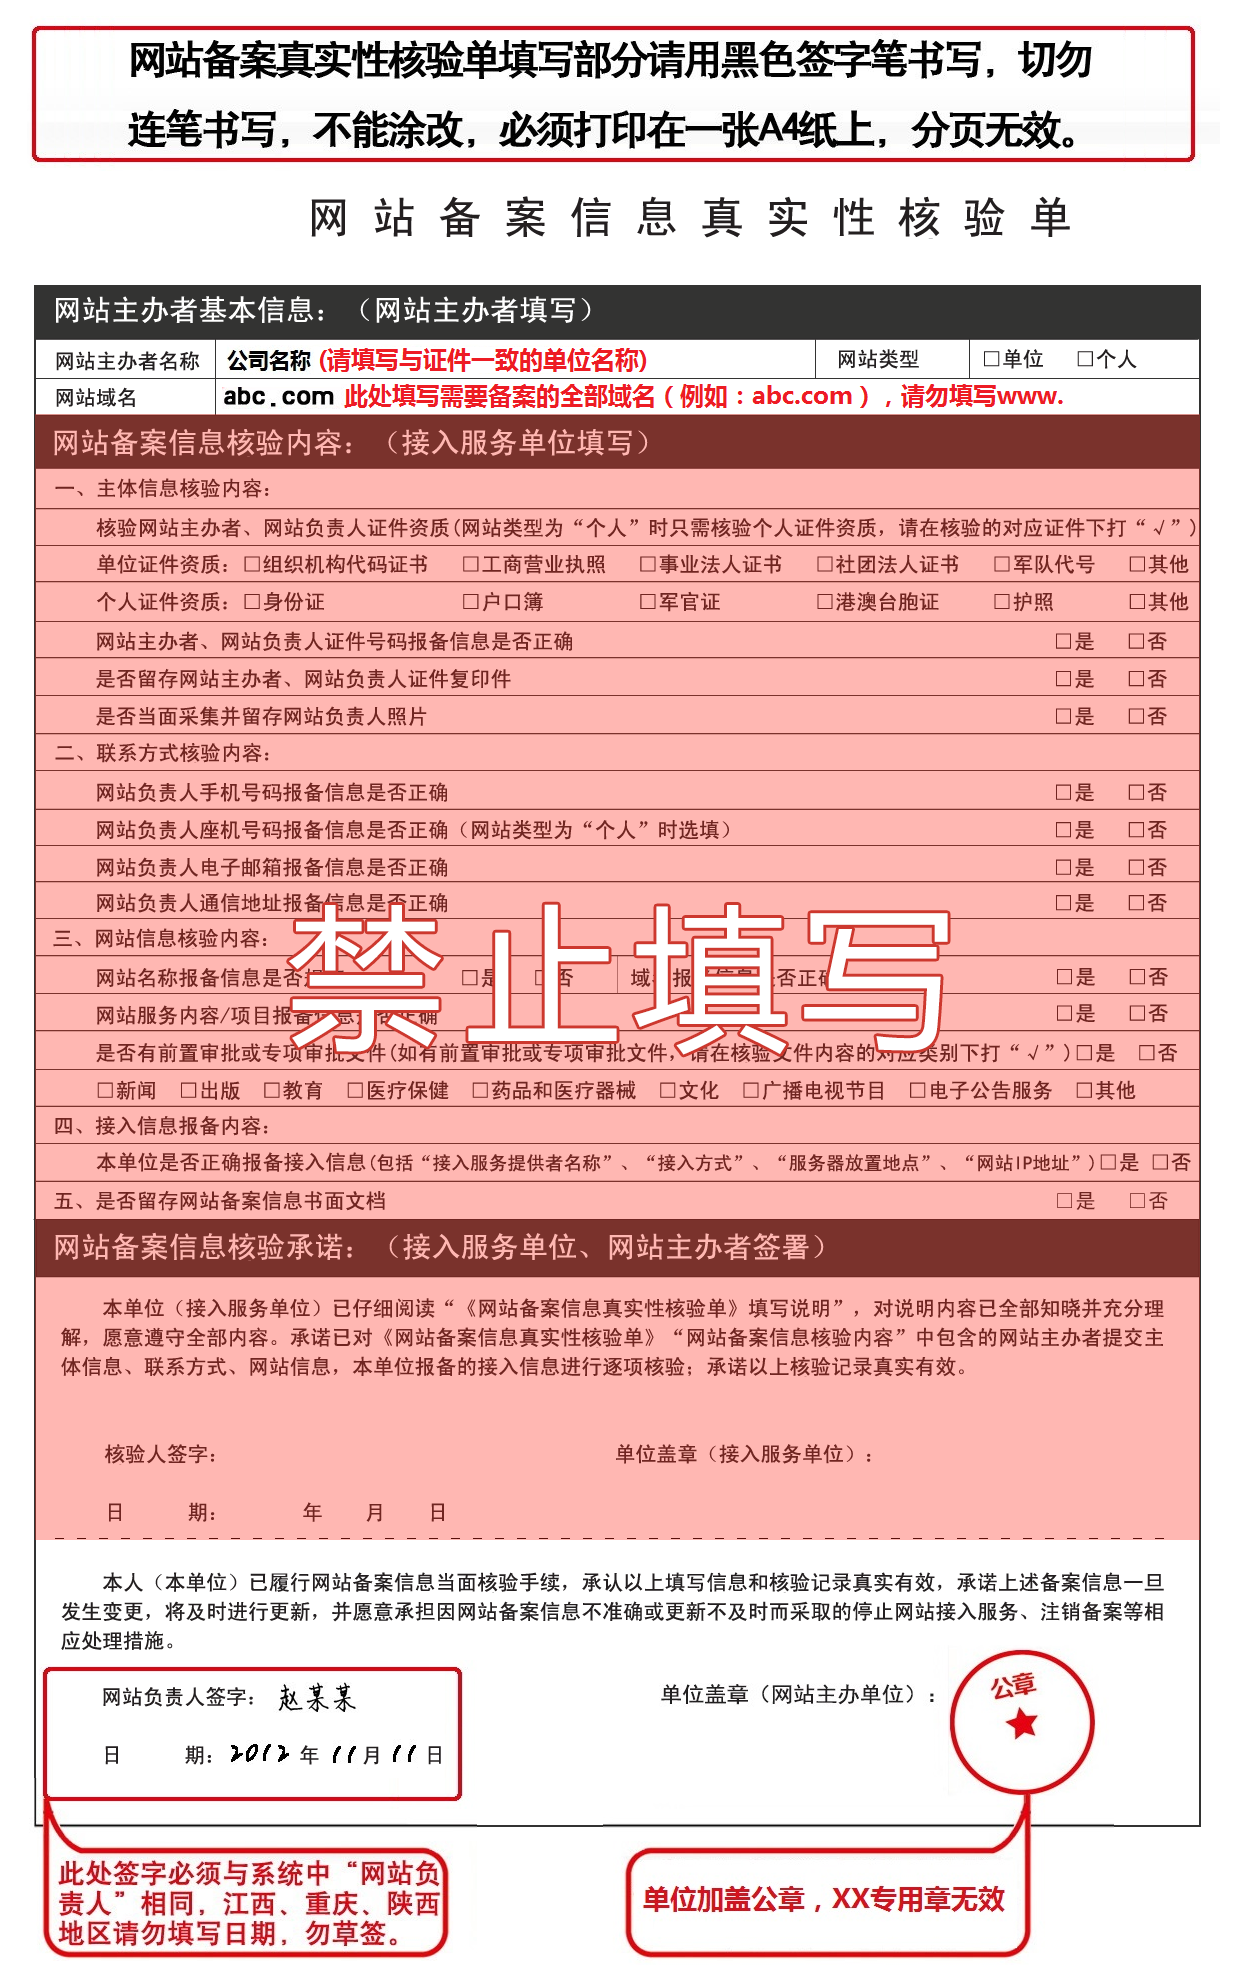 网站备案真实性核验单填写部分请用黑色签字笔书写，切勿
连笔书写，不能涂改，必须打印在一张A4纸上，分页无效。
网站备案信息真实性核验单
网站主办者基本信息：（网站主办者填写）
网站主办者名称 公司名称 (请填写与证件一致的单位名称) 网站类型 □单位 □个人
网站域名 abc.com 此处填写需要备案的全部域名（例如：abc.com），请勿填写www.
网站备案信息核验内容：（接入服务单位填写）
一、主体信息核验内容：
核验网站主办者、网站负责人证件资质(网站类型为“个人”时只需核验个人证件资质，请在核验的对应证件下打“√”)
单位证件资质：□组织机构代码证书 □工商营业执照 □事业法人证书 □社团法人证书 □军队代号 □其他
个人证件资质：□身份证 □户口簿 □军官证 □港澳台胞证 □护照 □其他
网站主办者、网站负责人证件号码报备信息是否正确 □是 □否
是否留存网站主办者、网站负责人证件复印件 □是 □否
是否当面采集并留存网站负责人照片 □是 □否
二、联系方式核验内容：
网站负责人手机号码报备信息是否正确 □是 □否
网站负责人座机号码报备信息是否正确（网站类型为“个人”时选填） □是 □否
网站负责人电子邮箱报备信息是否正确 □是 □否
网站负责人通信地址报备信息是否正确 □是 □否
禁止填写
三、网站信息核验内容：
网站名称报备信息是否 □是 □否 域名报备信息是否正确 □是 □否
网站服务内容/项目报备信息是否正确 □是 □否
是否有前置审批或专项审批文件(如有前置审批或专项审批文件，请在核验文件内容的对应类别下打“√”)□是 □否
□新闻 □出版 □教育 □医疗保健 □药品和医疗器械 □文化 □广播电视节目 □电子公告服务 □其他
四、接入信息报备内容：
本单位是否正确报备接入信息(包括“接入服务提供者名称”、“接入方式”、“服务器放置地点”、“网站IP地址”)□是 □否
五、是否留存网站备案信息书面文档 □是 □否
网站备案信息核验承诺：（接入服务单位、网站主办者签署）
本单位（接入服务单位）已仔细阅读“《网站备案信息真实性核验单》填写说明”，对说明内容已全部知晓并充分理
解，愿意遵守全部内容。承诺已对《网站备案信息真实性核验单》“网站备案信息核验内容”中包含的网站主办者提交主
体信息、联系方式、网站信息，本单位报备的接入信息进行逐项核验；承诺以上核验记录真实有效。
核验人签字： 单位盖章（接入服务单位）：
日 期： 年 月 日
本人（本单位）已履行网站备案信息当面核验手续，承认以上填写信息和核验记录真实有效，承诺上述备案信息一旦
发生变更，将及时进行更新，并愿意承担因网站备案信息不准确或更新不及时而采取的停止网站接入服务、注销备案等相
应处理措施。
网站负责人签字： 赵某某 单位盖章（网站主办单位）： 公章
日 期：2012 年 11 月 11 日
此处签字必须与系统中“网站负
责人”相同，江西、重庆、陕西
地区请勿填写日期，勿草签。
单位加盖公章，XX专用章无效